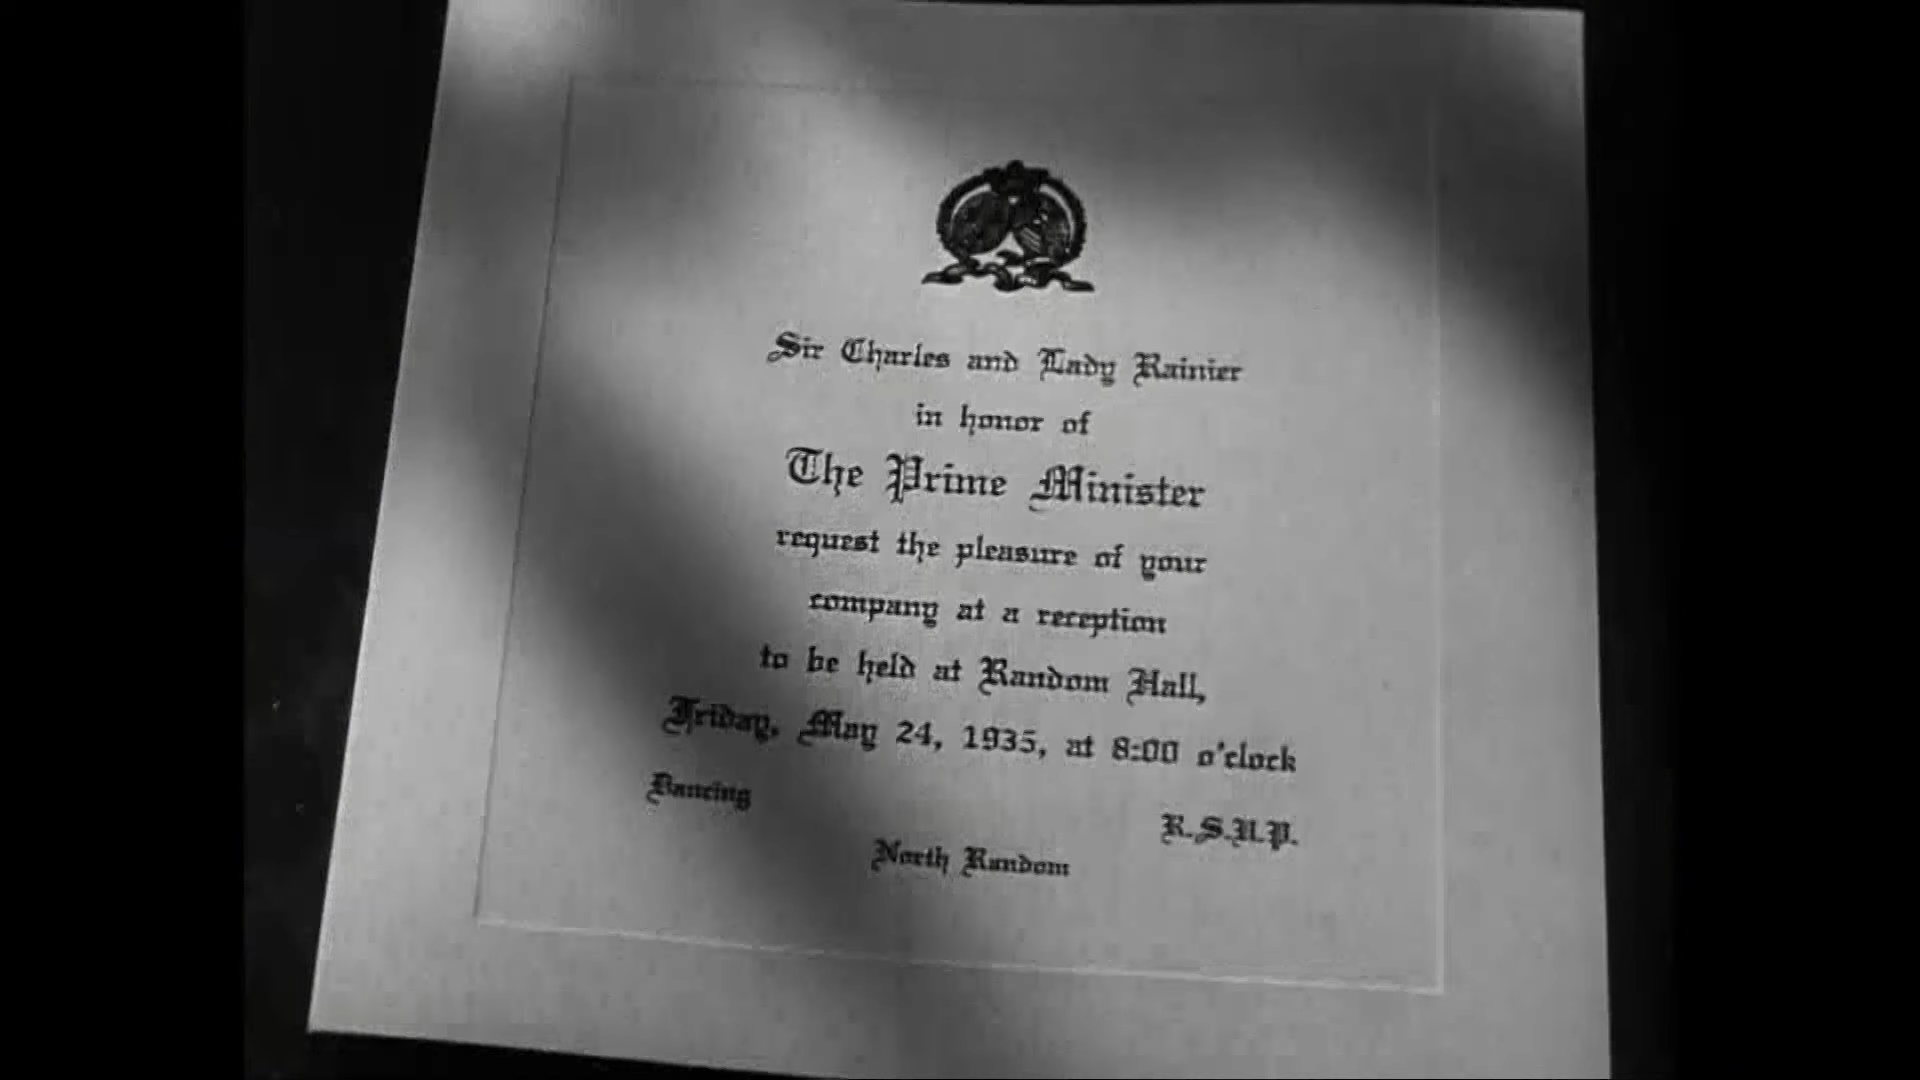 Sir Charles and Lady Rainier
in honor of
The Prime Minister
request the pleasure of your
company at a reception
to be held at Random Hall,
Friday, May 24, 1935, at 8:00 o'clock
Dancing
R.S.V.P.
North Random